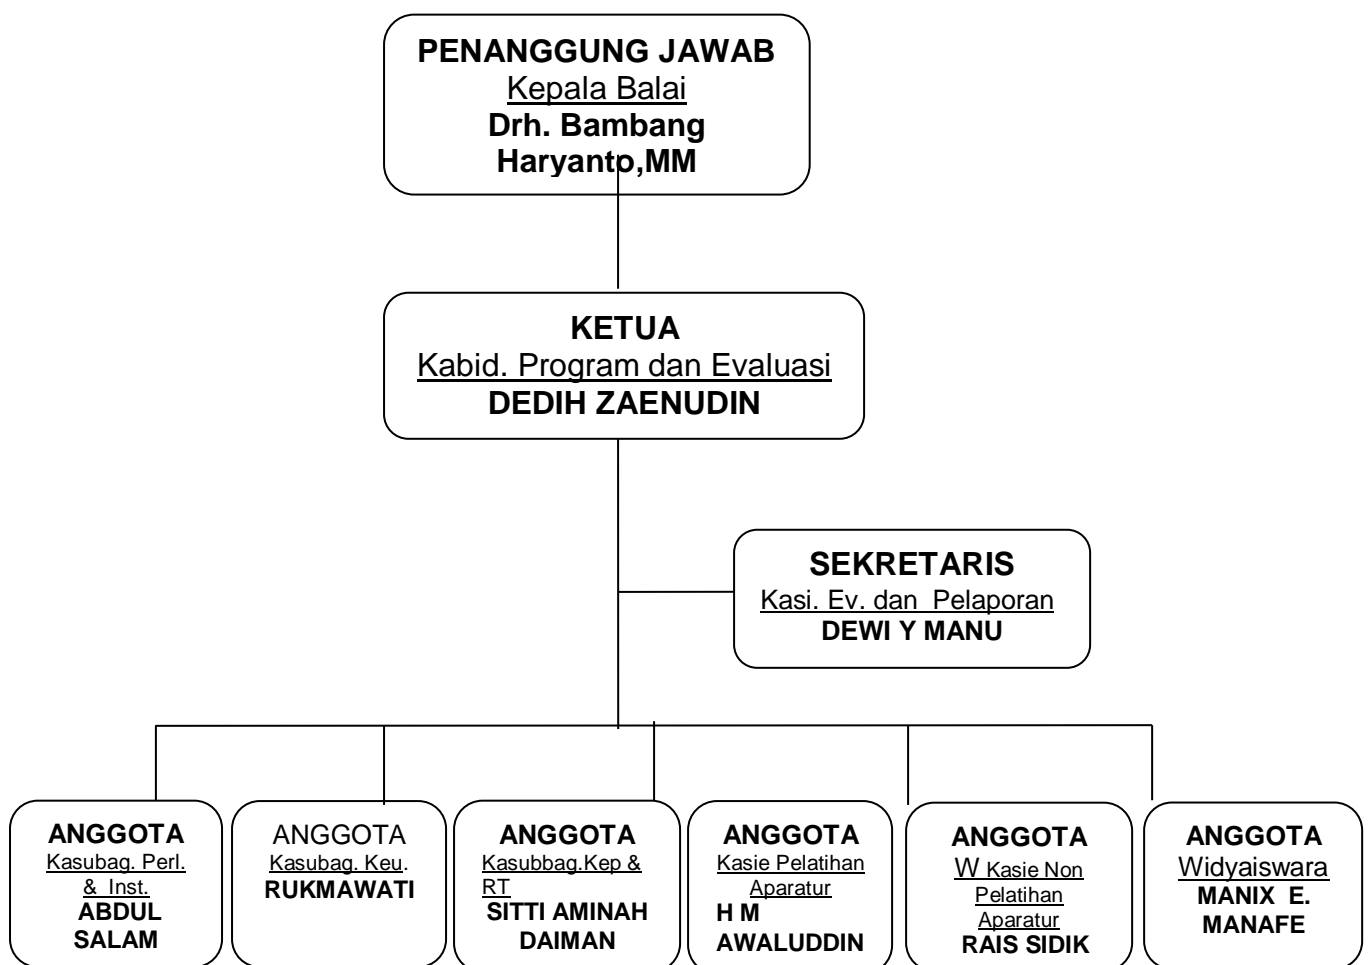 PENANGGUNG JAWAB
Kepala Balai
Drh. Bambang
Haryanto,MM
KETUA
Kabid. Program dan Evaluasi
DEDIH ZAENUDIN
SEKRETARIS
Kasi. Ev. dan Pelaporan
DEWI Y MANU
ANGGOTA
Kasubag. Perl.
& Inst.
ABDUL
SALAM
ANGGOTA
Kasubag. Keu.
RUKMAWATI
ANGGOTA
Kasubbag.Kep &
RT
SITTI AMINAH
DAIMAN
ANGGOTA
Kasie Pelatihan
Aparatur
H M
AWALUDDIN
ANGGOTA
W Kasie Non
Pelatihan
Aparatur
RAIS SIDIK
ANGGOTA
Widyaiswara
MANIX E.
MANAFE